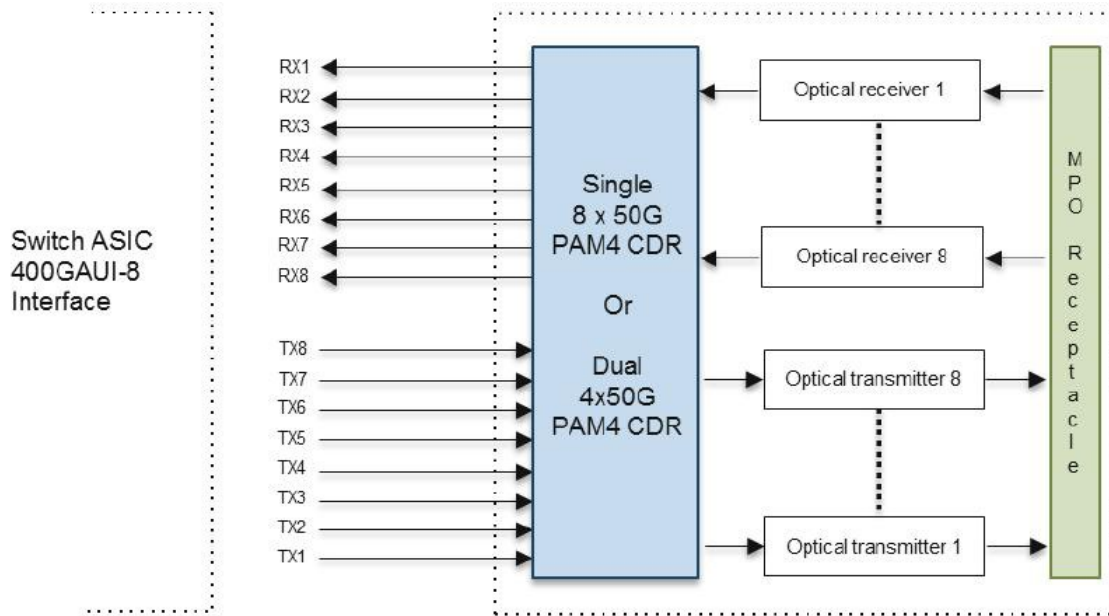 Switch ASIC
400GAUI-8
Interface
RX1
RX2
RX3
RX4
RX5
RX6
RX7
RX8
TX8
TX7
TX6
TX5
TX4
TX3
TX2
TX1
Single
8 x 50G
PAM4 CDR
Or
Dual
4x50G
PAM4 CDR
Optical receiver 1
Optical receiver 8
Optical transmitter 8
Optical transmitter 1
MPO Receptacle